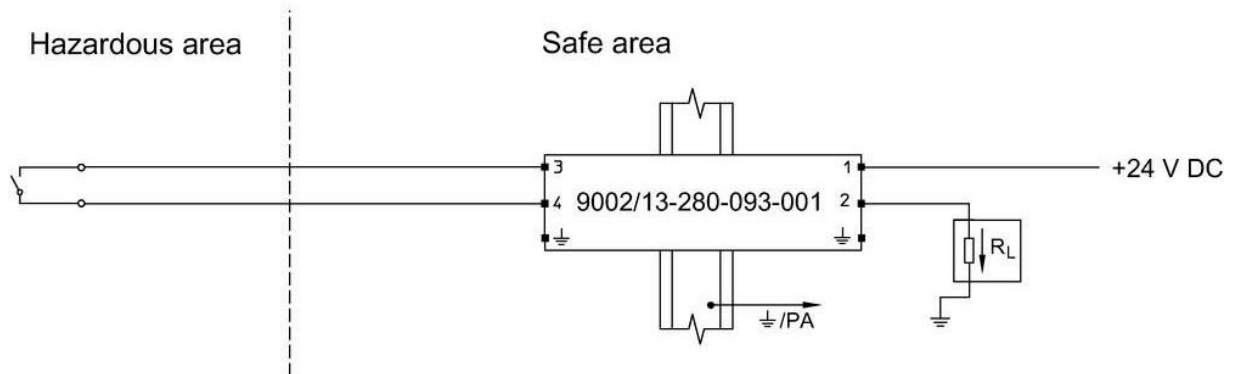 Hazardous area
Safe area
3
1
+24 V DC
4
9002/13-280-093-001
2
RL
/PA